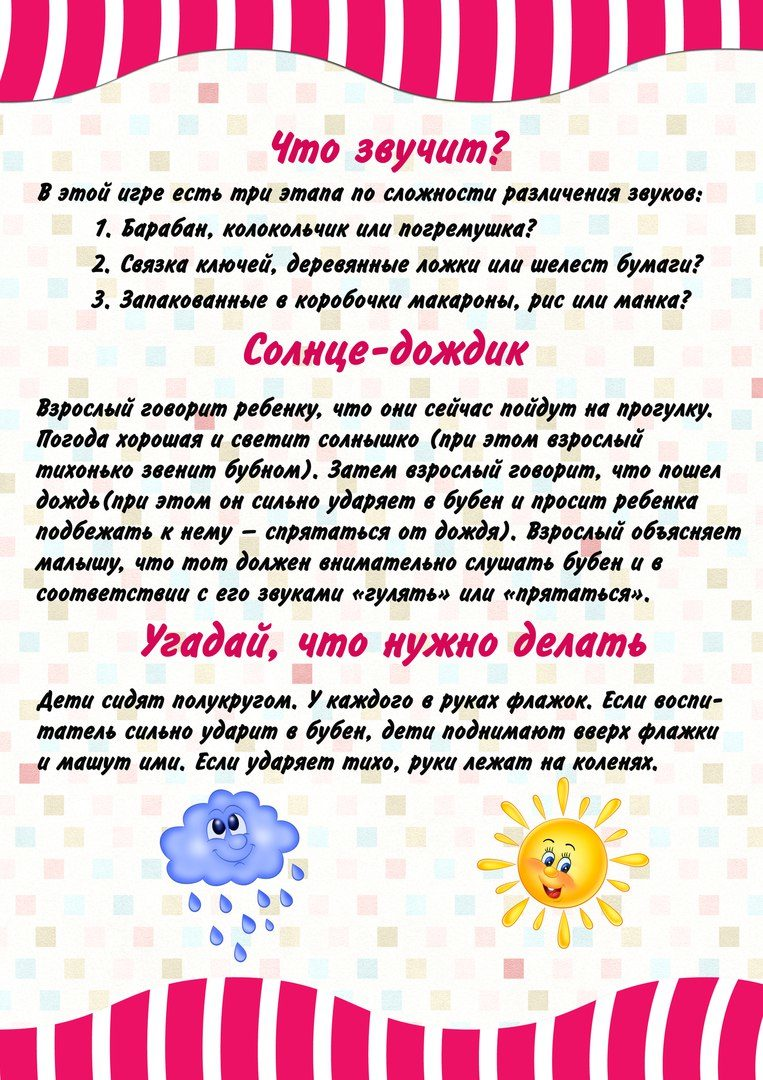 Что звучит?
В этой игре есть три этапа по сложности различения звуков:
1. Барабан, колокольчик или погремушка?
2. Связка ключей, деревянные ложки или шелест бумаги?
3. Запакованные в коробочки макароны, рис или манка?
Солнце-дождик
Взрослый говорит ребенку, что они сейчас пойдут на прогулку.
Погода хорошая и светит солнышко (при этом взрослый
тихонько звенит бубном). Затем взрослый говорит, что пошел
дождь(при этом он сильно ударяет в бубен и просит ребенка
подбежать к нему – спрятаться от дождя). Взрослый объясняет
малышу, что тот должен внимательно слушать бубен и в
соответствии с его звуками «гулять» или «прятаться».
Угадай, что нужно делать
Дети сидят полукругом. У каждого в руках флажок. Если воспи-
татель сильно ударит в бубен, дети поднимают вверх флажки
и машут ими. Если ударяет тихо, руки лежат на коленях.